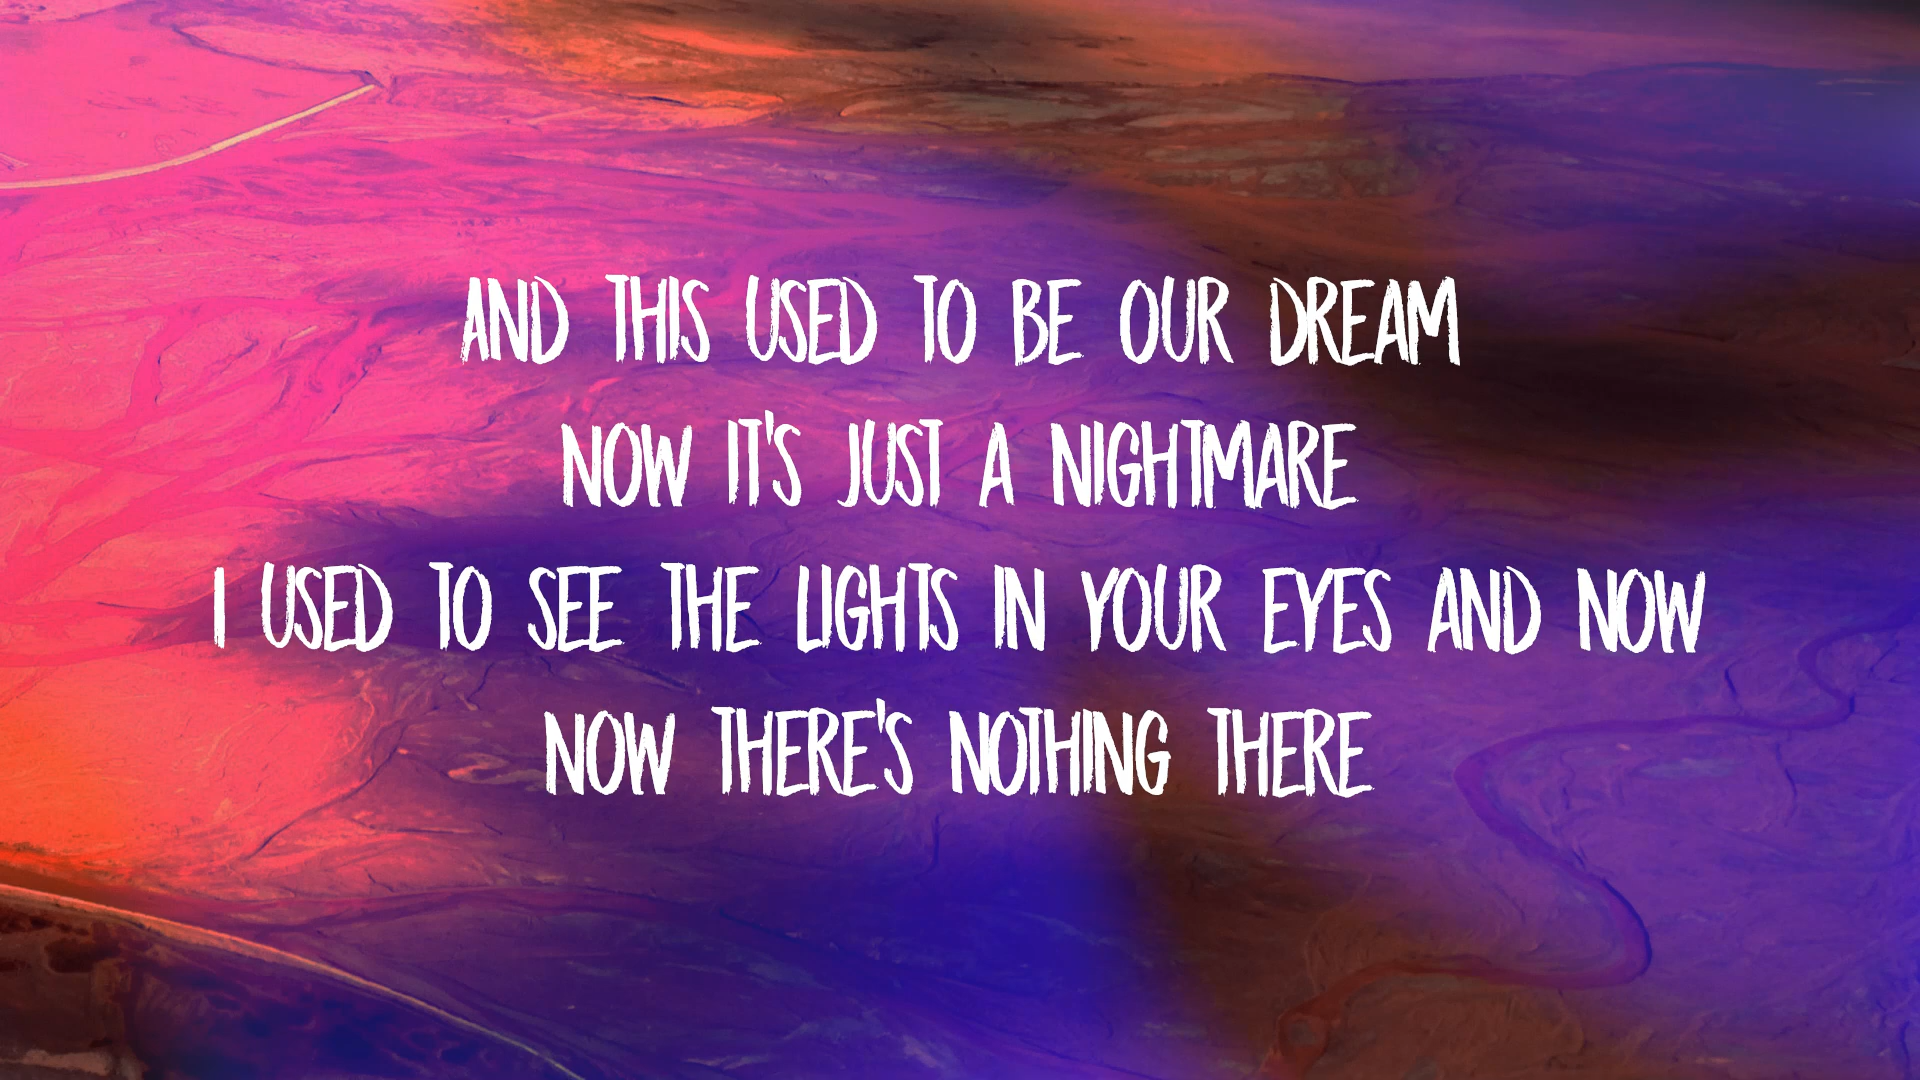 AND THIS USED TO BE OUR DREAM
NOW IT'S JUST A NIGHTMARE
I USED TO SEE THE LIGHTS IN YOUR EYES AND NOW
NOW THERE'S NOTHING THERE